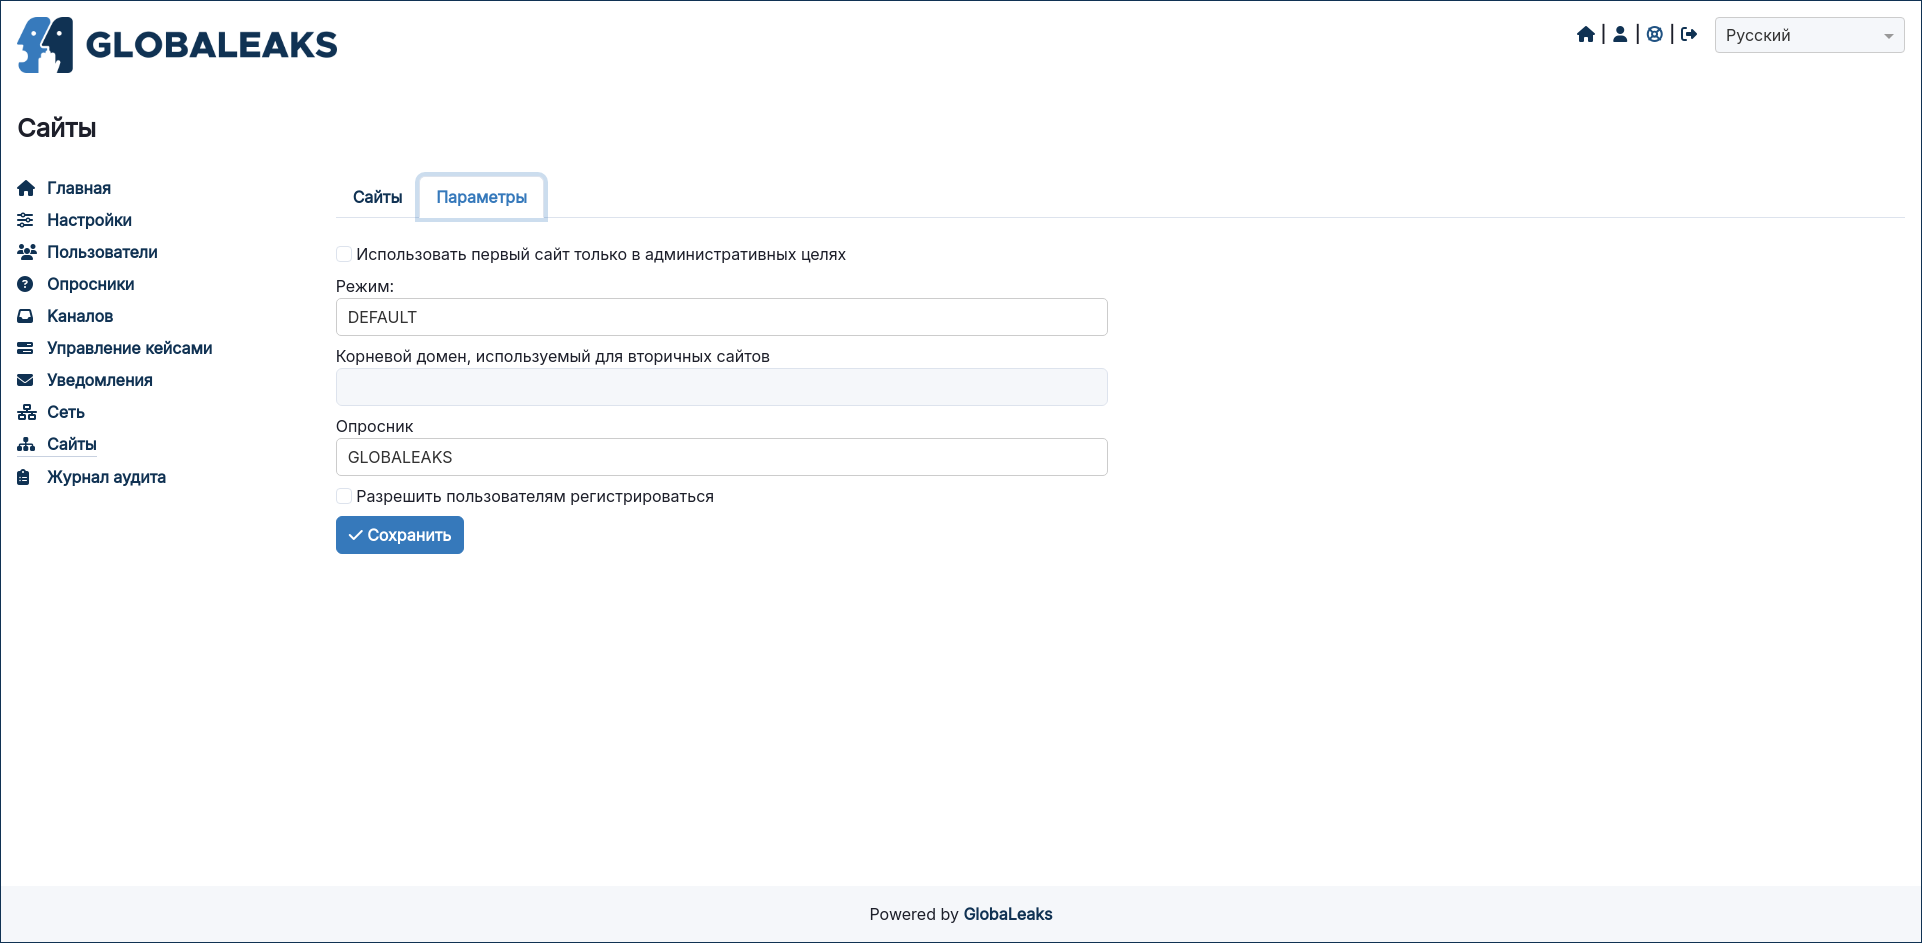 GLOBALEAKS
Русский
Сайты
Главная
Настройки
Пользователи
Опросники
Каналов
Управление кейсами
Уведомления
Сеть
Сайты
Журнал аудита
Сайты Параметры
Использовать первый сайт только в административных целях
Режим:
DEFAULT
Корневой домен, используемый для вторичных сайтов
Опросник
GLOBALEAKS
Разрешить пользователям регистрироваться
Сохранить
Powered by GlobaLeaks